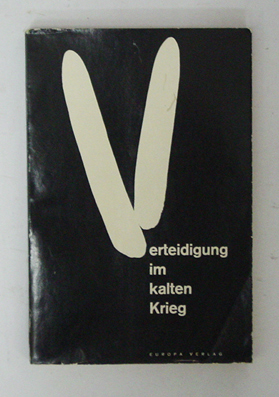 Verteidigung
im
kalten
Krieg
EUROPA VERLAG